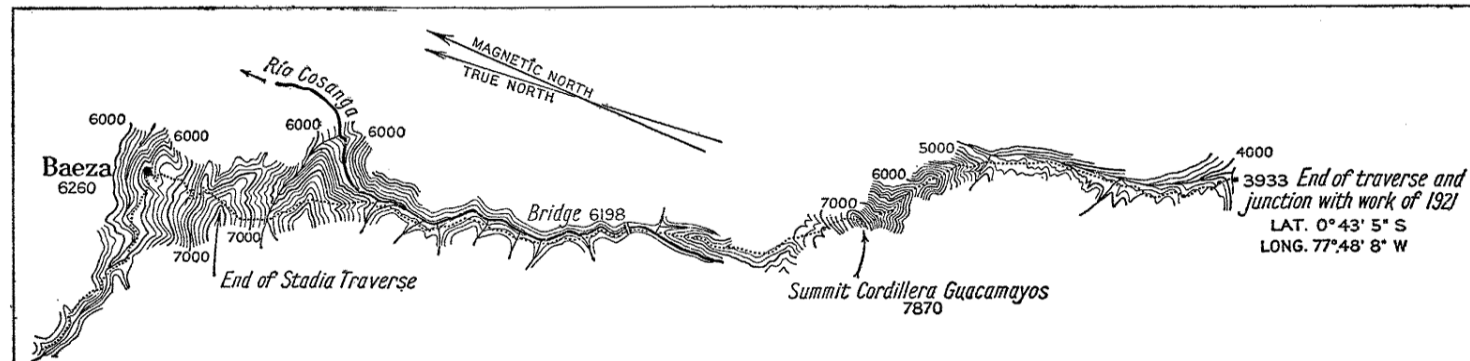 MAGNETIC NORTH
TRUE NORTH
Río Cosanga
6000
6000
6000
6000
Baeza
6260
7000
7000
End of Stadia Traverse
Bridge 6198
7000
6000
5000
4000
Summit Cordillera Guacamayos
7870
3933 End of traverse and
junction with work of 1921
LAT. 0° 43' 5" S
LONG. 77° 48' 8" W